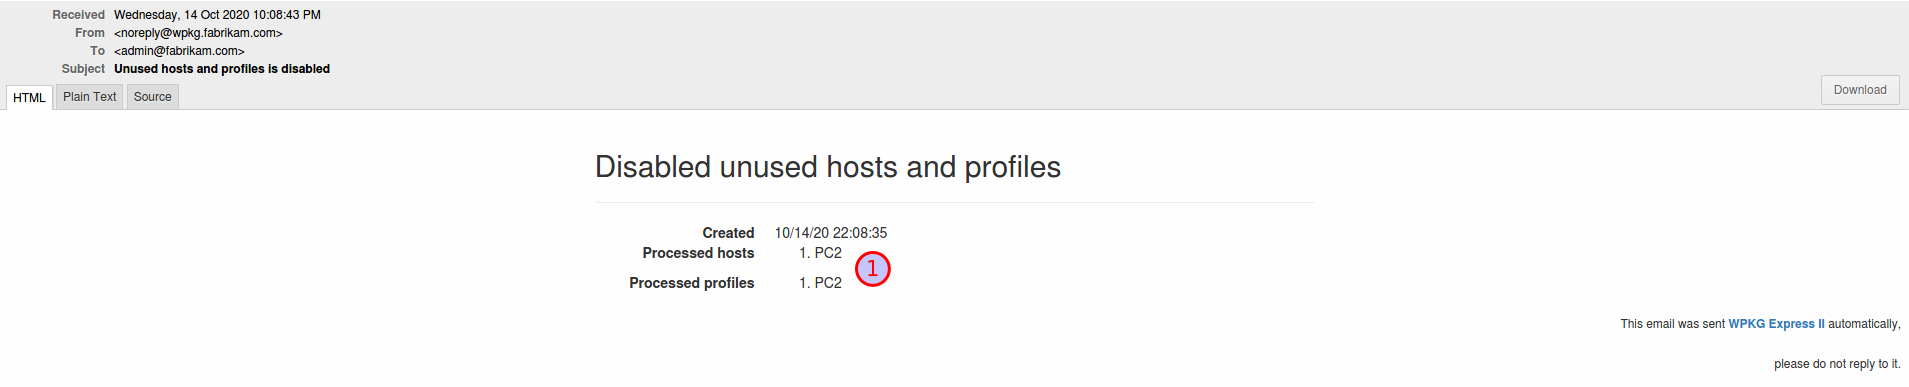 Received Wednesday, 14 Oct 2020 10:08:43 PM
From <noreply@wpkg.fabrikam.com>
To <admin@fabrikam.com>
Subject Unused hosts and profiles is disabled
HTML Plain Text Source Download
Disabled unused hosts and profiles
Created 10/14/20 22:08:35
Processed hosts 1. PC2
1
Processed profiles 1. PC2
This email was sent WPKG Express II automatically,
please do not reply to it.